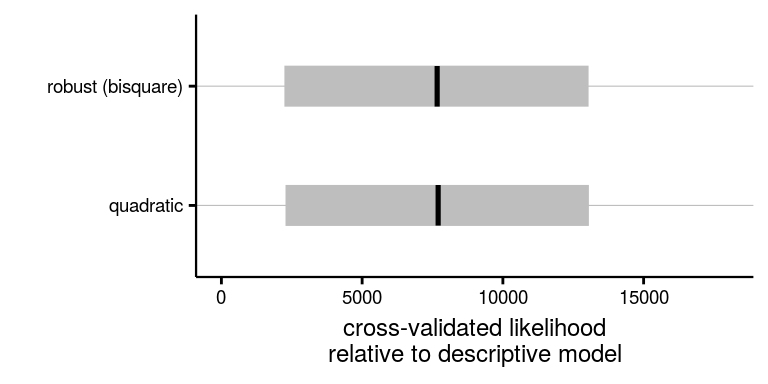 robust (bisquare)
quadratic
0 5000 10000 15000
cross-validated likelihood
relative to descriptive model